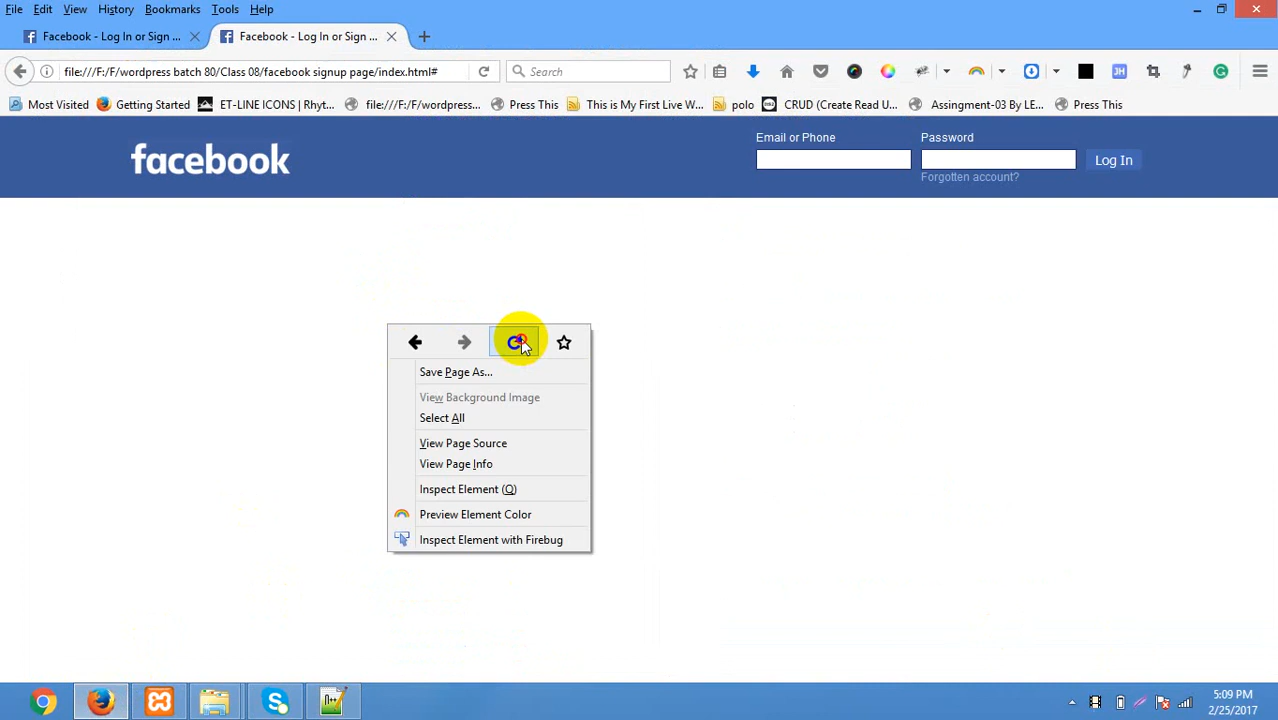 File Edit View History Bookmarks Tools Help
Facebook - Log In or Sign ... Facebook - Log In or Sign ...
file:///F:/F/wordpress batch 80/Class 08/facebook signup page/index.html# Search
Most Visited Getting Started ET-LINE ICONS | Rhyt... file:///F:/F/wordpress... Press This This is My First Live W... polo CRUD (Create Read U... Assingment-03 By LE... Press This
facebook
Email or Phone Password
Log In
Forgotten account?
Save Page As...
View Background Image
Select All
View Page Source
View Page Info
Inspect Element (Q)
Preview Element Color
Inspect Element with Firebug
5:09 PM
2/25/2017